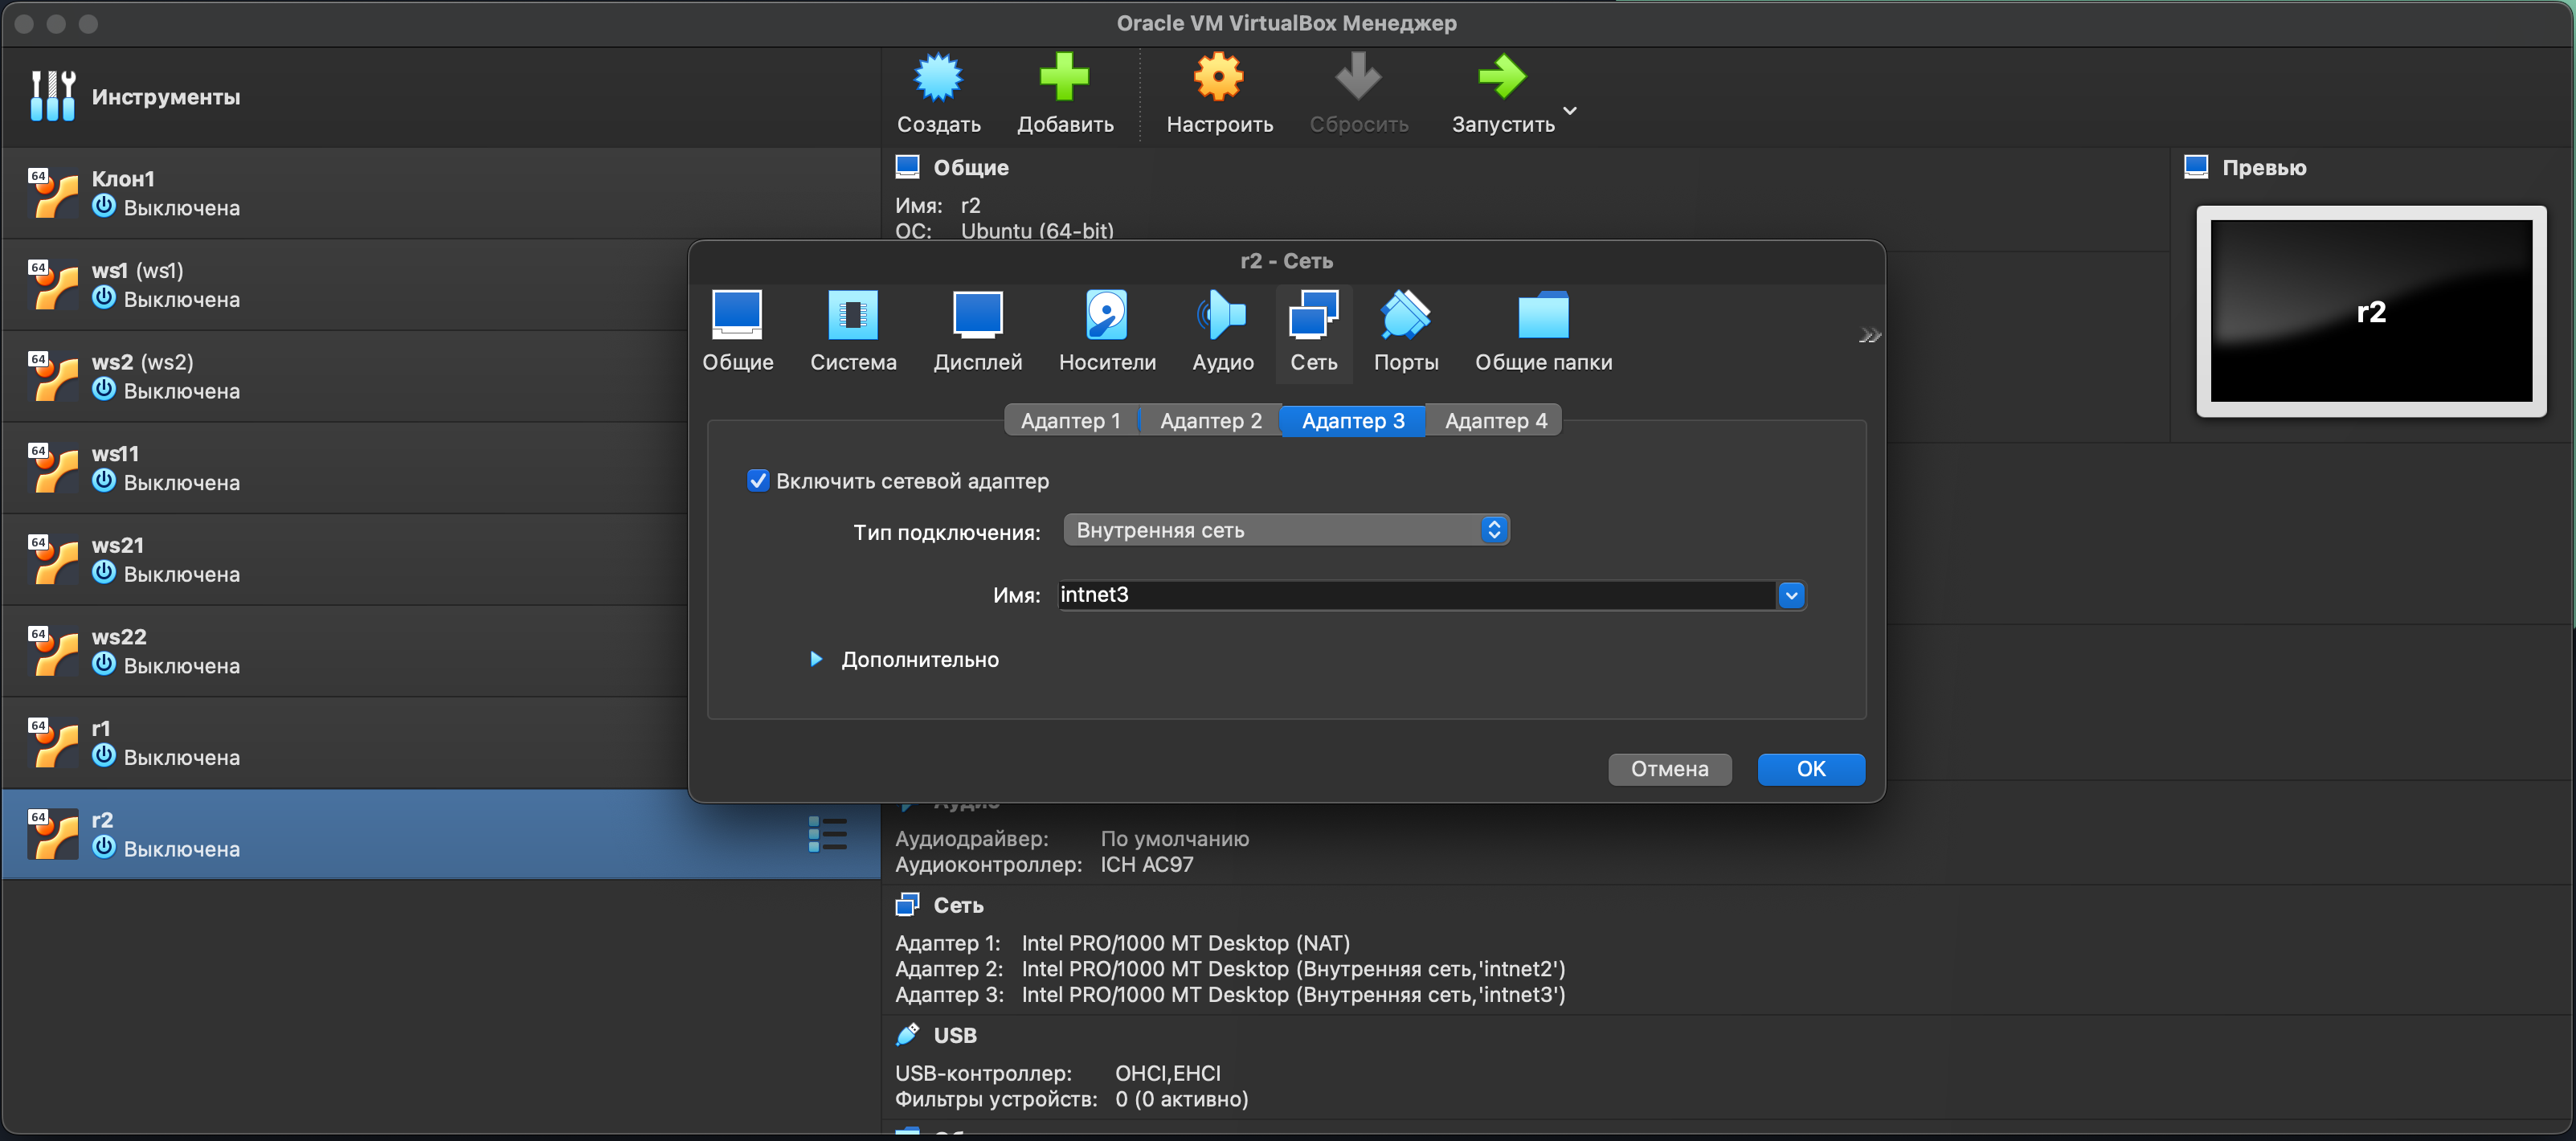 Oracle VM VirtualBox Менеджер
Инструменты
Создать
Добавить
Настроить
Сбросить
Запустить
64
Клон1
Выключена
64
ws1 (ws1)
Выключена
64
ws2 (ws2)
Выключена
64
ws11
Выключена
64
ws21
Выключена
64
ws22
Выключена
64
r1
Выключена
64
r2
Выключена
Общие
Имя: r2
ОС: Ubuntu (64-bit)
Превью
r2
r2 - Сеть
Общие
Система
Дисплей
Носители
Аудио
Сеть
Порты
Общие папки
Адаптер 1
Адаптер 2
Адаптер 3
Адаптер 4
Включить сетевой адаптер
Тип подключения: Внутренняя сеть
Имя: intnet3
Дополнительно
Отмена
OK
Аудио
Аудиодрайвер: По умолчанию
Аудиоконтроллер: ICH AC97
Сеть
Адаптер 1: Intel PRO/1000 MT Desktop (NAT)
Адаптер 2: Intel PRO/1000 MT Desktop (Внутренняя сеть,'intnet2')
Адаптер 3: Intel PRO/1000 MT Desktop (Внутренняя сеть,'intnet3')
USB
USB-контроллер: OHCI,EHCI
Фильтры устройств: 0 (0 активно)